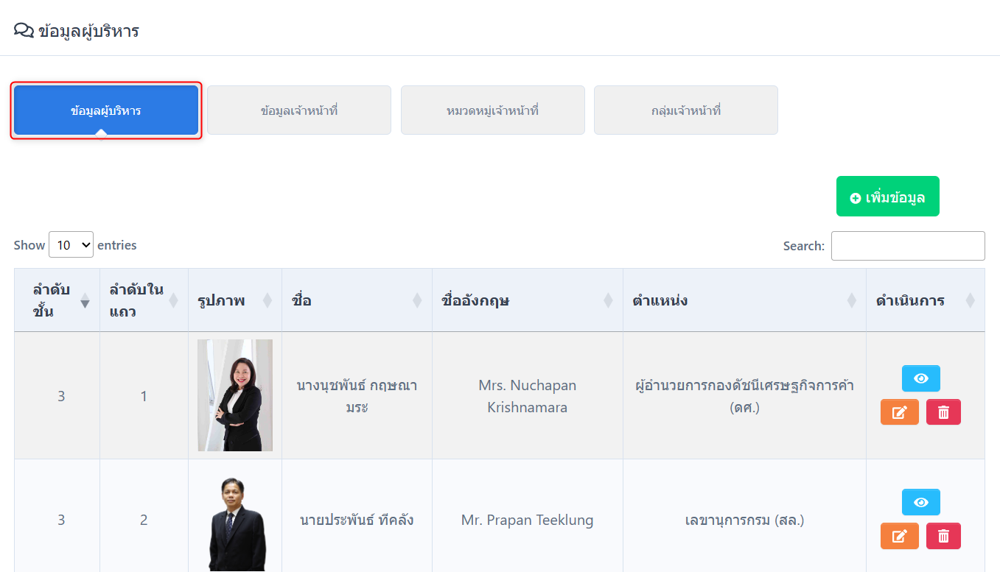 ข้อมูลผู้บริหาร
ข้อมูลผู้บริหาร
ข้อมูลเจ้าหน้าที่
หมวดหมู่เจ้าหน้าที่
กลุ่มเจ้าหน้าที่
เพิ่มข้อมูล
Show 10 entries
Search:
ลำดับ
ชั้น
ลำดับใน
แถว
รูปภาพ
ชื่อ
ชื่ออังกฤษ
ตำแหน่ง
ดำเนินการ
3
1
นางนุชพันธ์ กฤษณา
มระ
Mrs. Nuchapan
Krishnamara
ผู้อำนวยการกองดัชนีเศรษฐกิจการค้า
(ดศ.)
3
2
นายประพันธ์ ทีคลัง
Mr. Prapan Teeklung
เลขานุการกรม (สล.)